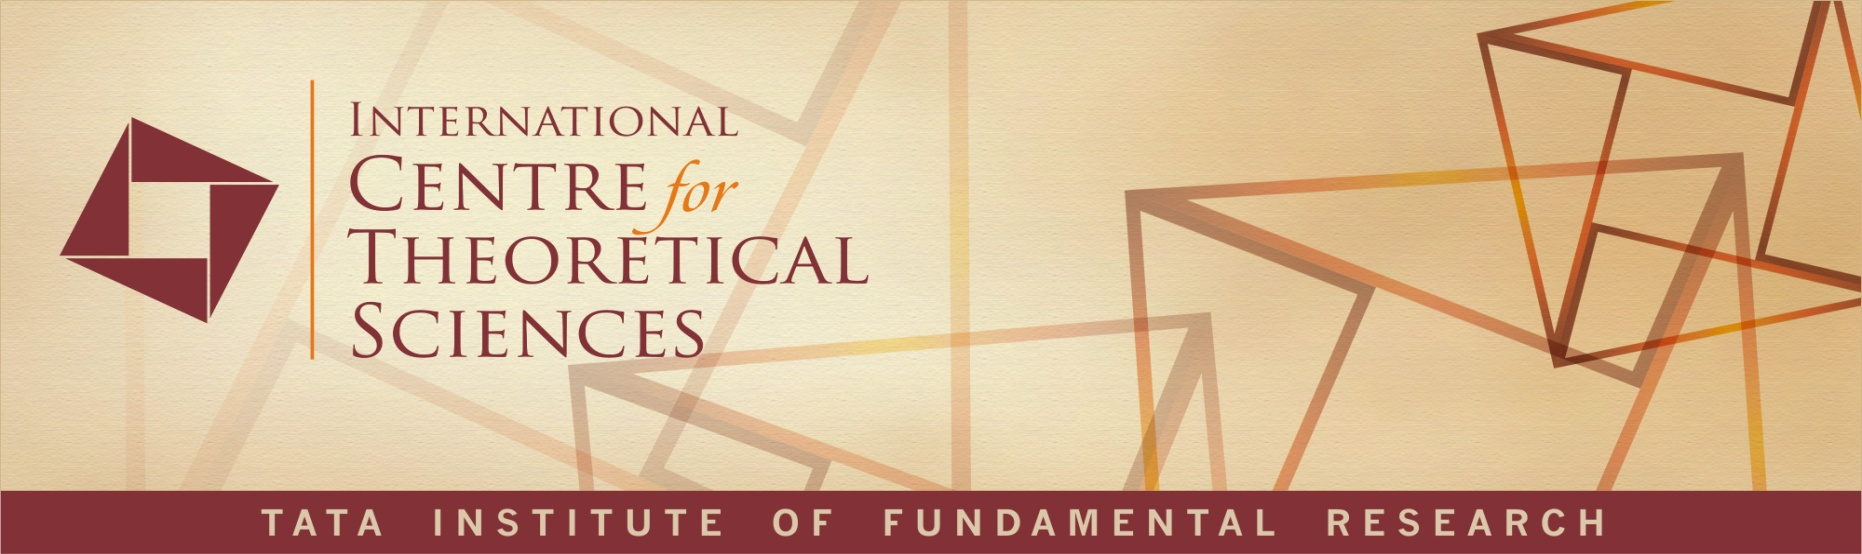 International
Centre for
Theoretical
Sciences
TATA INSTITUTE OF FUNDAMENTAL RESEARCH